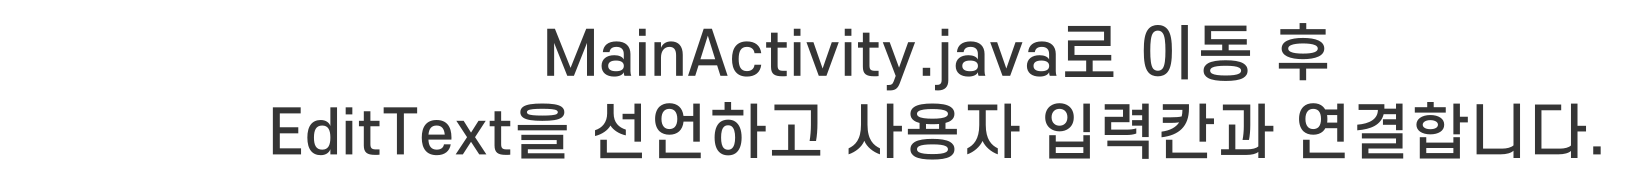 MainActivity.java로 이동 후
EditText을 선언하고 사용자 입력칸과 연결합니다.